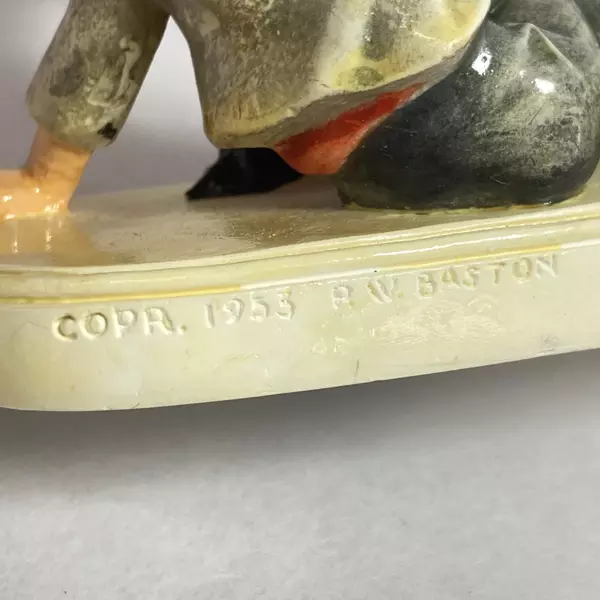 COPR. 1953 P. W. BASTON